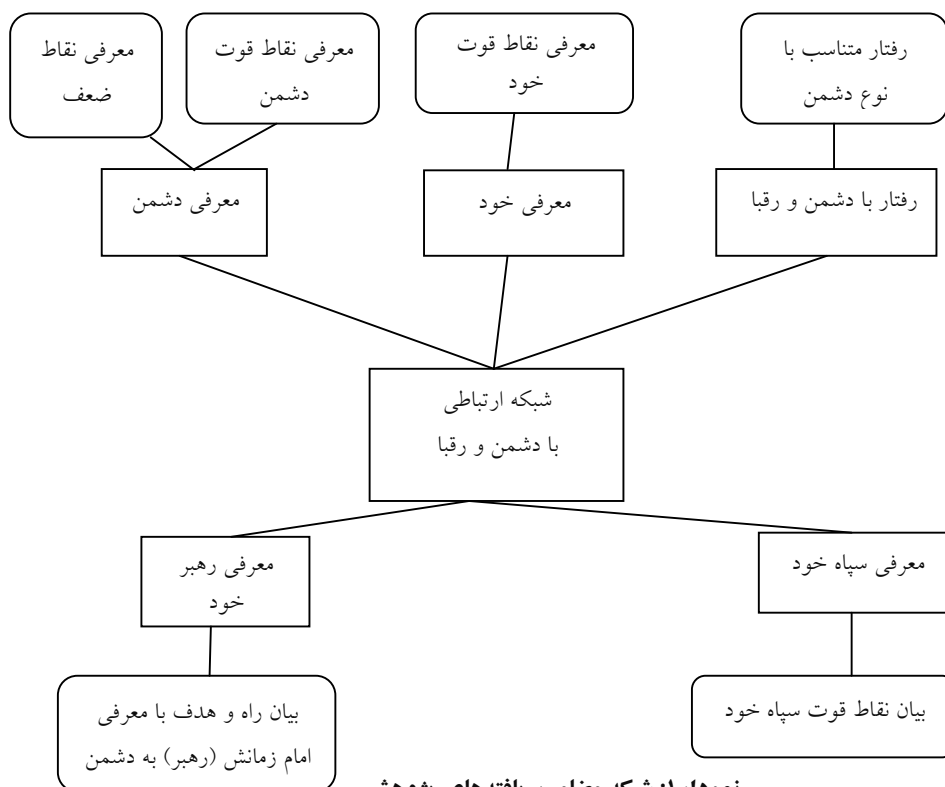 رفتار متناسب با
نوع دشمن
معرفی نقاط قوت
خود
معرفی نقاط قوت
دشمن
معرفی نقاط
ضعف
رفتار با دشمن و رقبا
معرفی خود
معرفی دشمن
شبکه ارتباطی
با دشمن و رقبا
معرفی سپاه خود
معرفی رهبر
خود
بیان نقاط قوت سپاه خود
بیان راه و هدف با معرفی
امام زمانش (رهبر) به دشمن